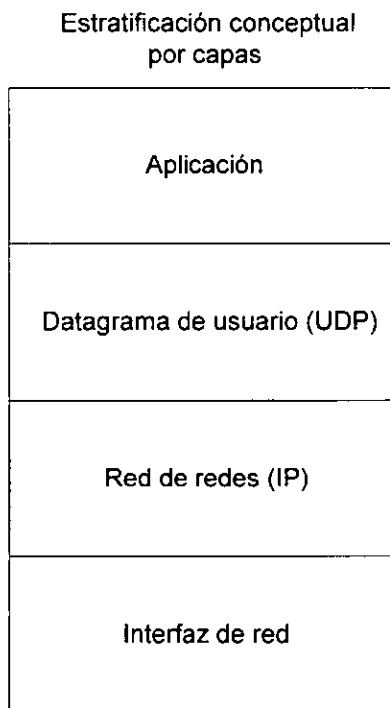 Estratificación conceptual
por capas
Aplicación
Datagrama de usuario (UDP)
Red de redes (IP)
Interfaz de red